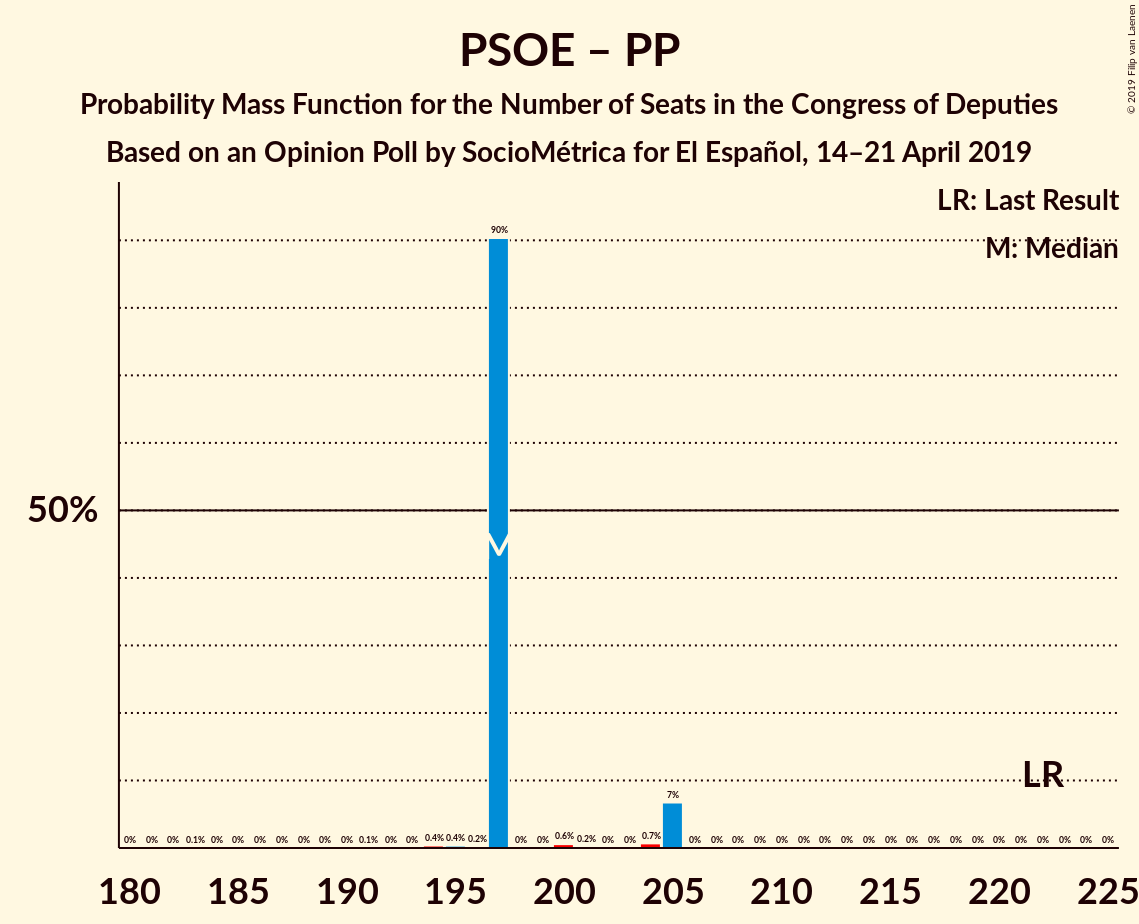 PSOE – PP
Probability Mass Function for the Number of Seats in the Congress of Deputies
Based on an Opinion Poll by SocioMétrica for El Español, 14–21 April 2019
© 2019 Filip van Laenen
LR: Last Result
M: Median
90%
50%
LR
7%
0% 0% 0% 0.1% 0% 0% 0% 0% 0% 0% 0% 0.1% 0% 0% 0.4% 0.4% 0.2% 0% 0% 0.6% 0.2% 0% 0% 0.7% 0% 0% 0% 0% 0% 0% 0% 0% 0% 0% 0% 0% 0% 0% 0% 0% 0% 0% 0% 0%
180 185 190 195 200 205 210 215 220 225